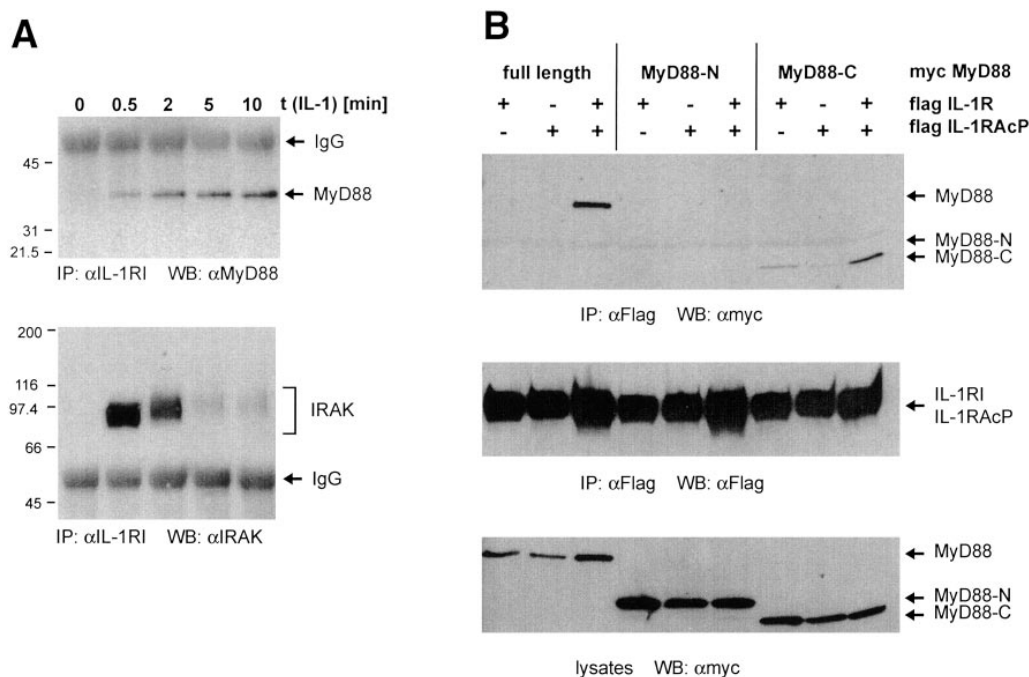 A
0 0.5 2 5 10 t (IL-1) [min]
IgG
45
MyD88
31
21.5
IP: αIL-1RI WB: αMyD88
200
116
97.4
IRAK
66
IgG
45
IP: αIL-1RI WB: αIRAK
B
full length MyD88-N MyD88-C myc MyD88
+ - + + - + + - + flag IL-1R
- + + - + + - + + flag IL-1RAcP
MyD88
MyD88-N
MyD88-C
IP: αFlag WB: αmyc
IL-1RI
IL-1RAcP
IP: αFlag WB: αFlag
MyD88
MyD88-N
MyD88-C
lysates WB: αmyc